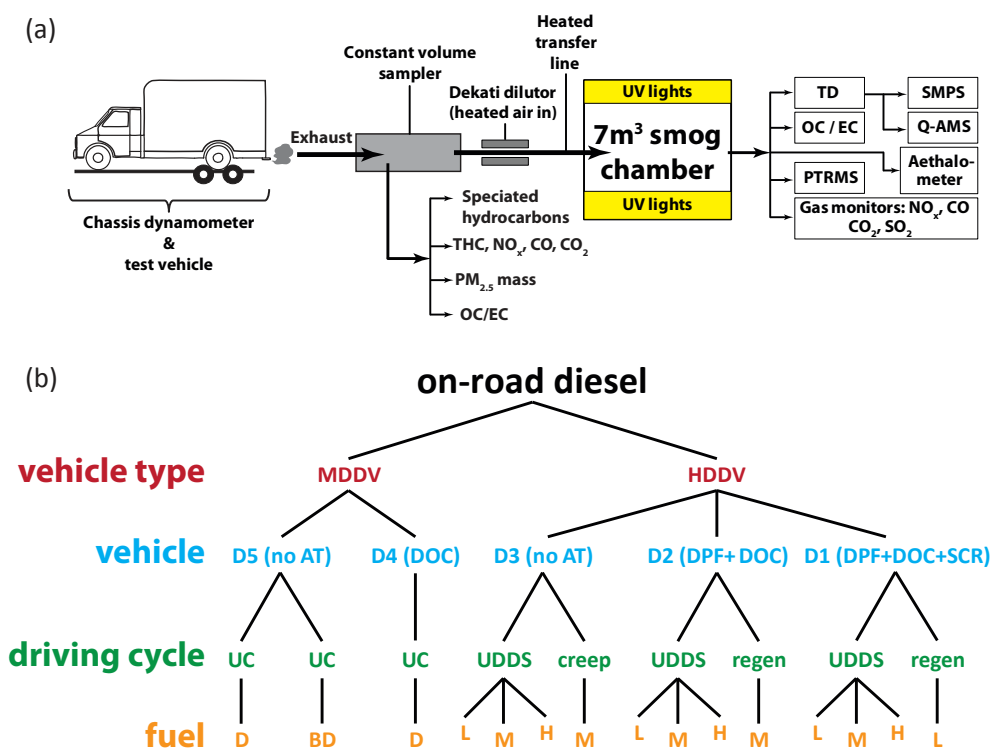 (a)
Constant volume
sampler
Heated
transfer
line
Dekati dilutor
(heated air in)
Exhaust
UV lights
7m³ smog
chamber
UV lights
TD
SMPS
OC / EC
Q-AMS
PTRMS
Aethalo-
meter
Gas monitors: NOₓ, CO
CO₂, SO₂
Chassis dynamometer
&
test vehicle
Speciated
hydrocarbons
THC, NOₓ, CO, CO₂
PM₂.₅ mass
OC/EC
(b)
on-road diesel
vehicle type MDDV HDDV
vehicle D5 (no AT) D4 (DOC) D3 (no AT) D2 (DPF+ DOC) D1 (DPF+DOC+SCR)
driving cycle UC UC UC UDDS creep UDDS regen UDDS regen
fuel D BD D L M H M L M H M L M H L